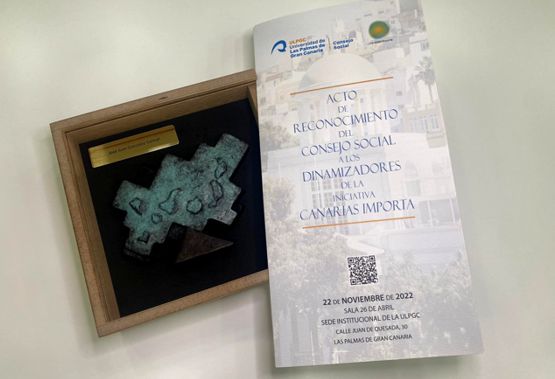 ULPGC
Universidad de
Las Palmas de
Gran Canaria
Consejo
Social
ACTO
DE
RECONOCIMIENTO
DEL
CONSEJO SOCIAL
A LOS
DINAMIZADORES
DE LA
INICIATIVA
CANARIAS IMPORTA
22 DE NOVIEMBRE DE 2022
SALA 26 DE ABRIL
SEDE INSTITUCIONAL DE LA ULPGC
CALLE JUAN DE QUESADA, 30
LAS PALMAS DE GRAN CANARIA